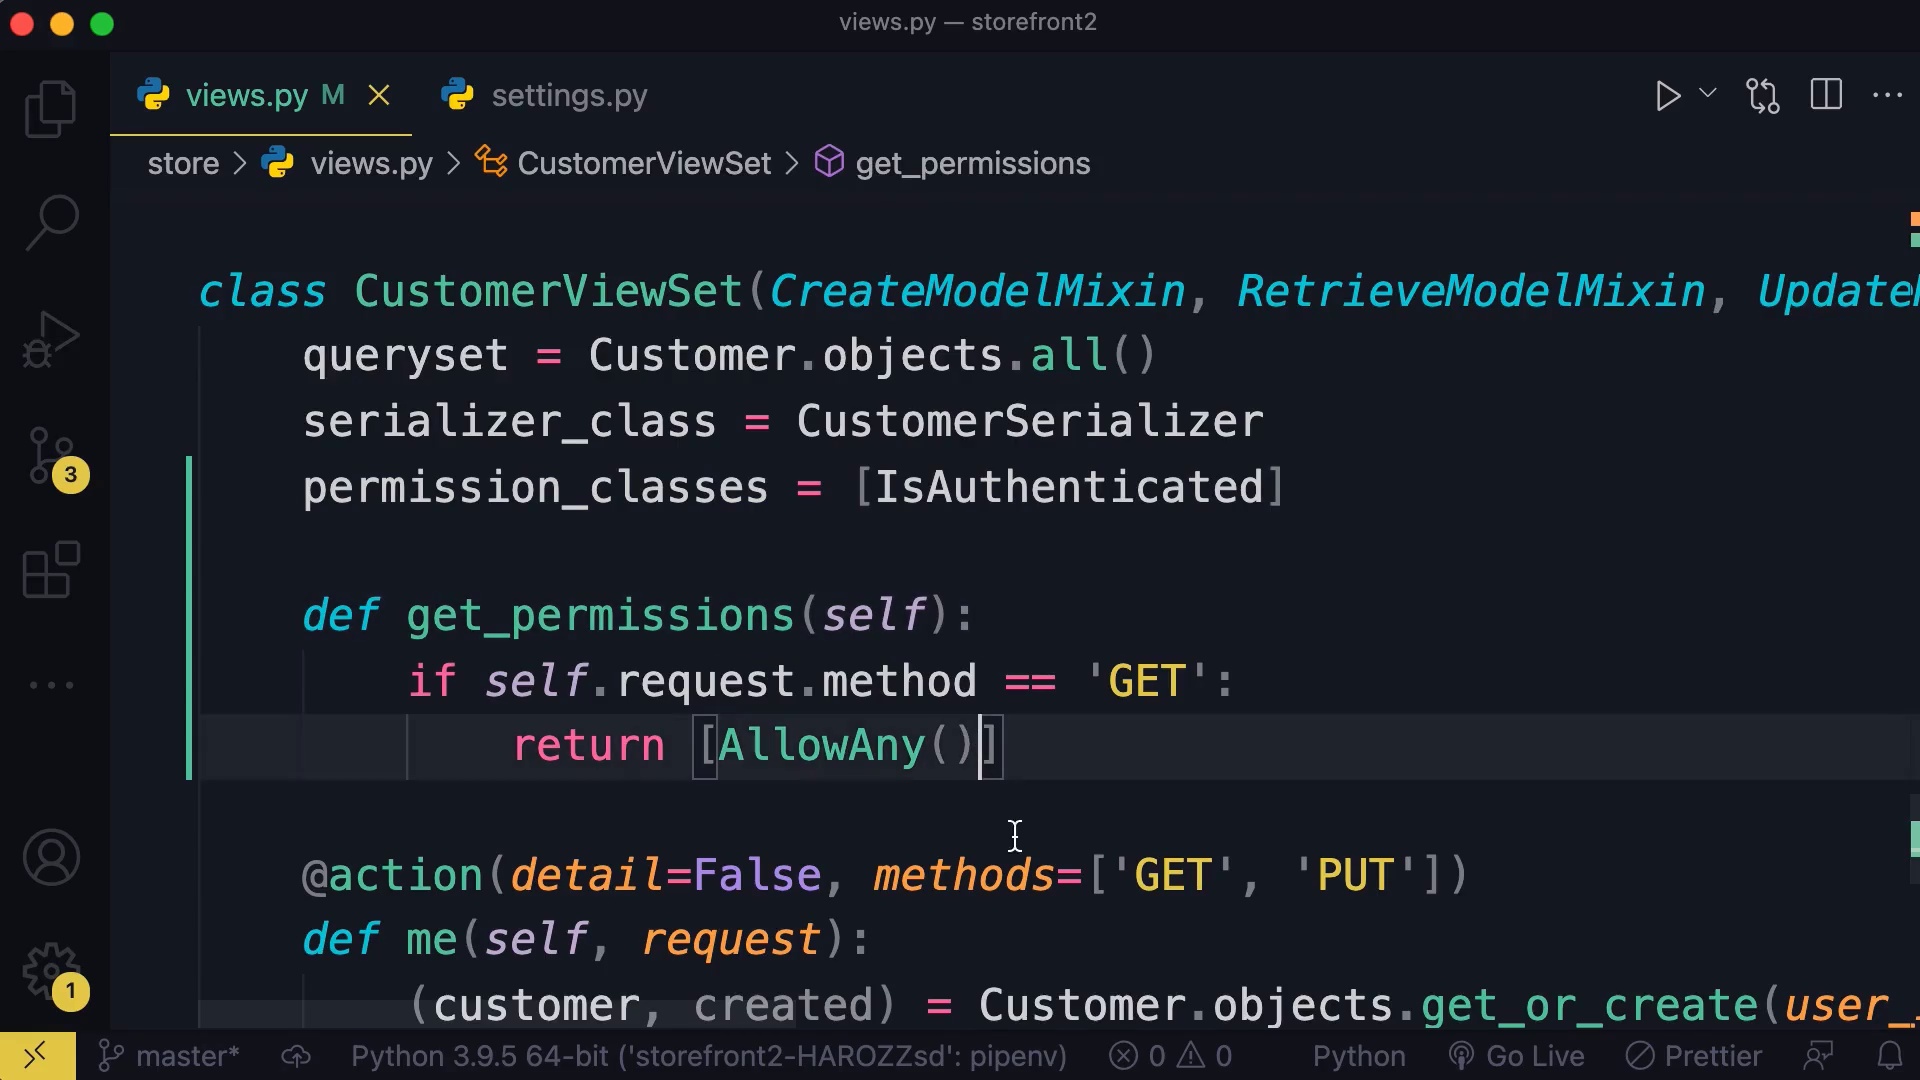 views.py — storefront2
views.py M settings.py
store > views.py > CustomerViewSet > get_permissions
class CustomerViewSet(CreateModelMixin, RetrieveModelMixin, Update
queryset = Customer.objects.all()
serializer_class = CustomerSerializer
permission_classes = [IsAuthenticated]
3
def get_permissions(self):
if self.request.method == 'GET':
return [AllowAny()]
@action(detail=False, methods=['GET', 'PUT'])
def me(self, request):
(customer, created) = Customer.objects.get_or_create(user_
1
master* Python 3.9.5 64-bit ('storefront2-HAROZZsd': pipenv) 0 0 Python Go Live Prettier